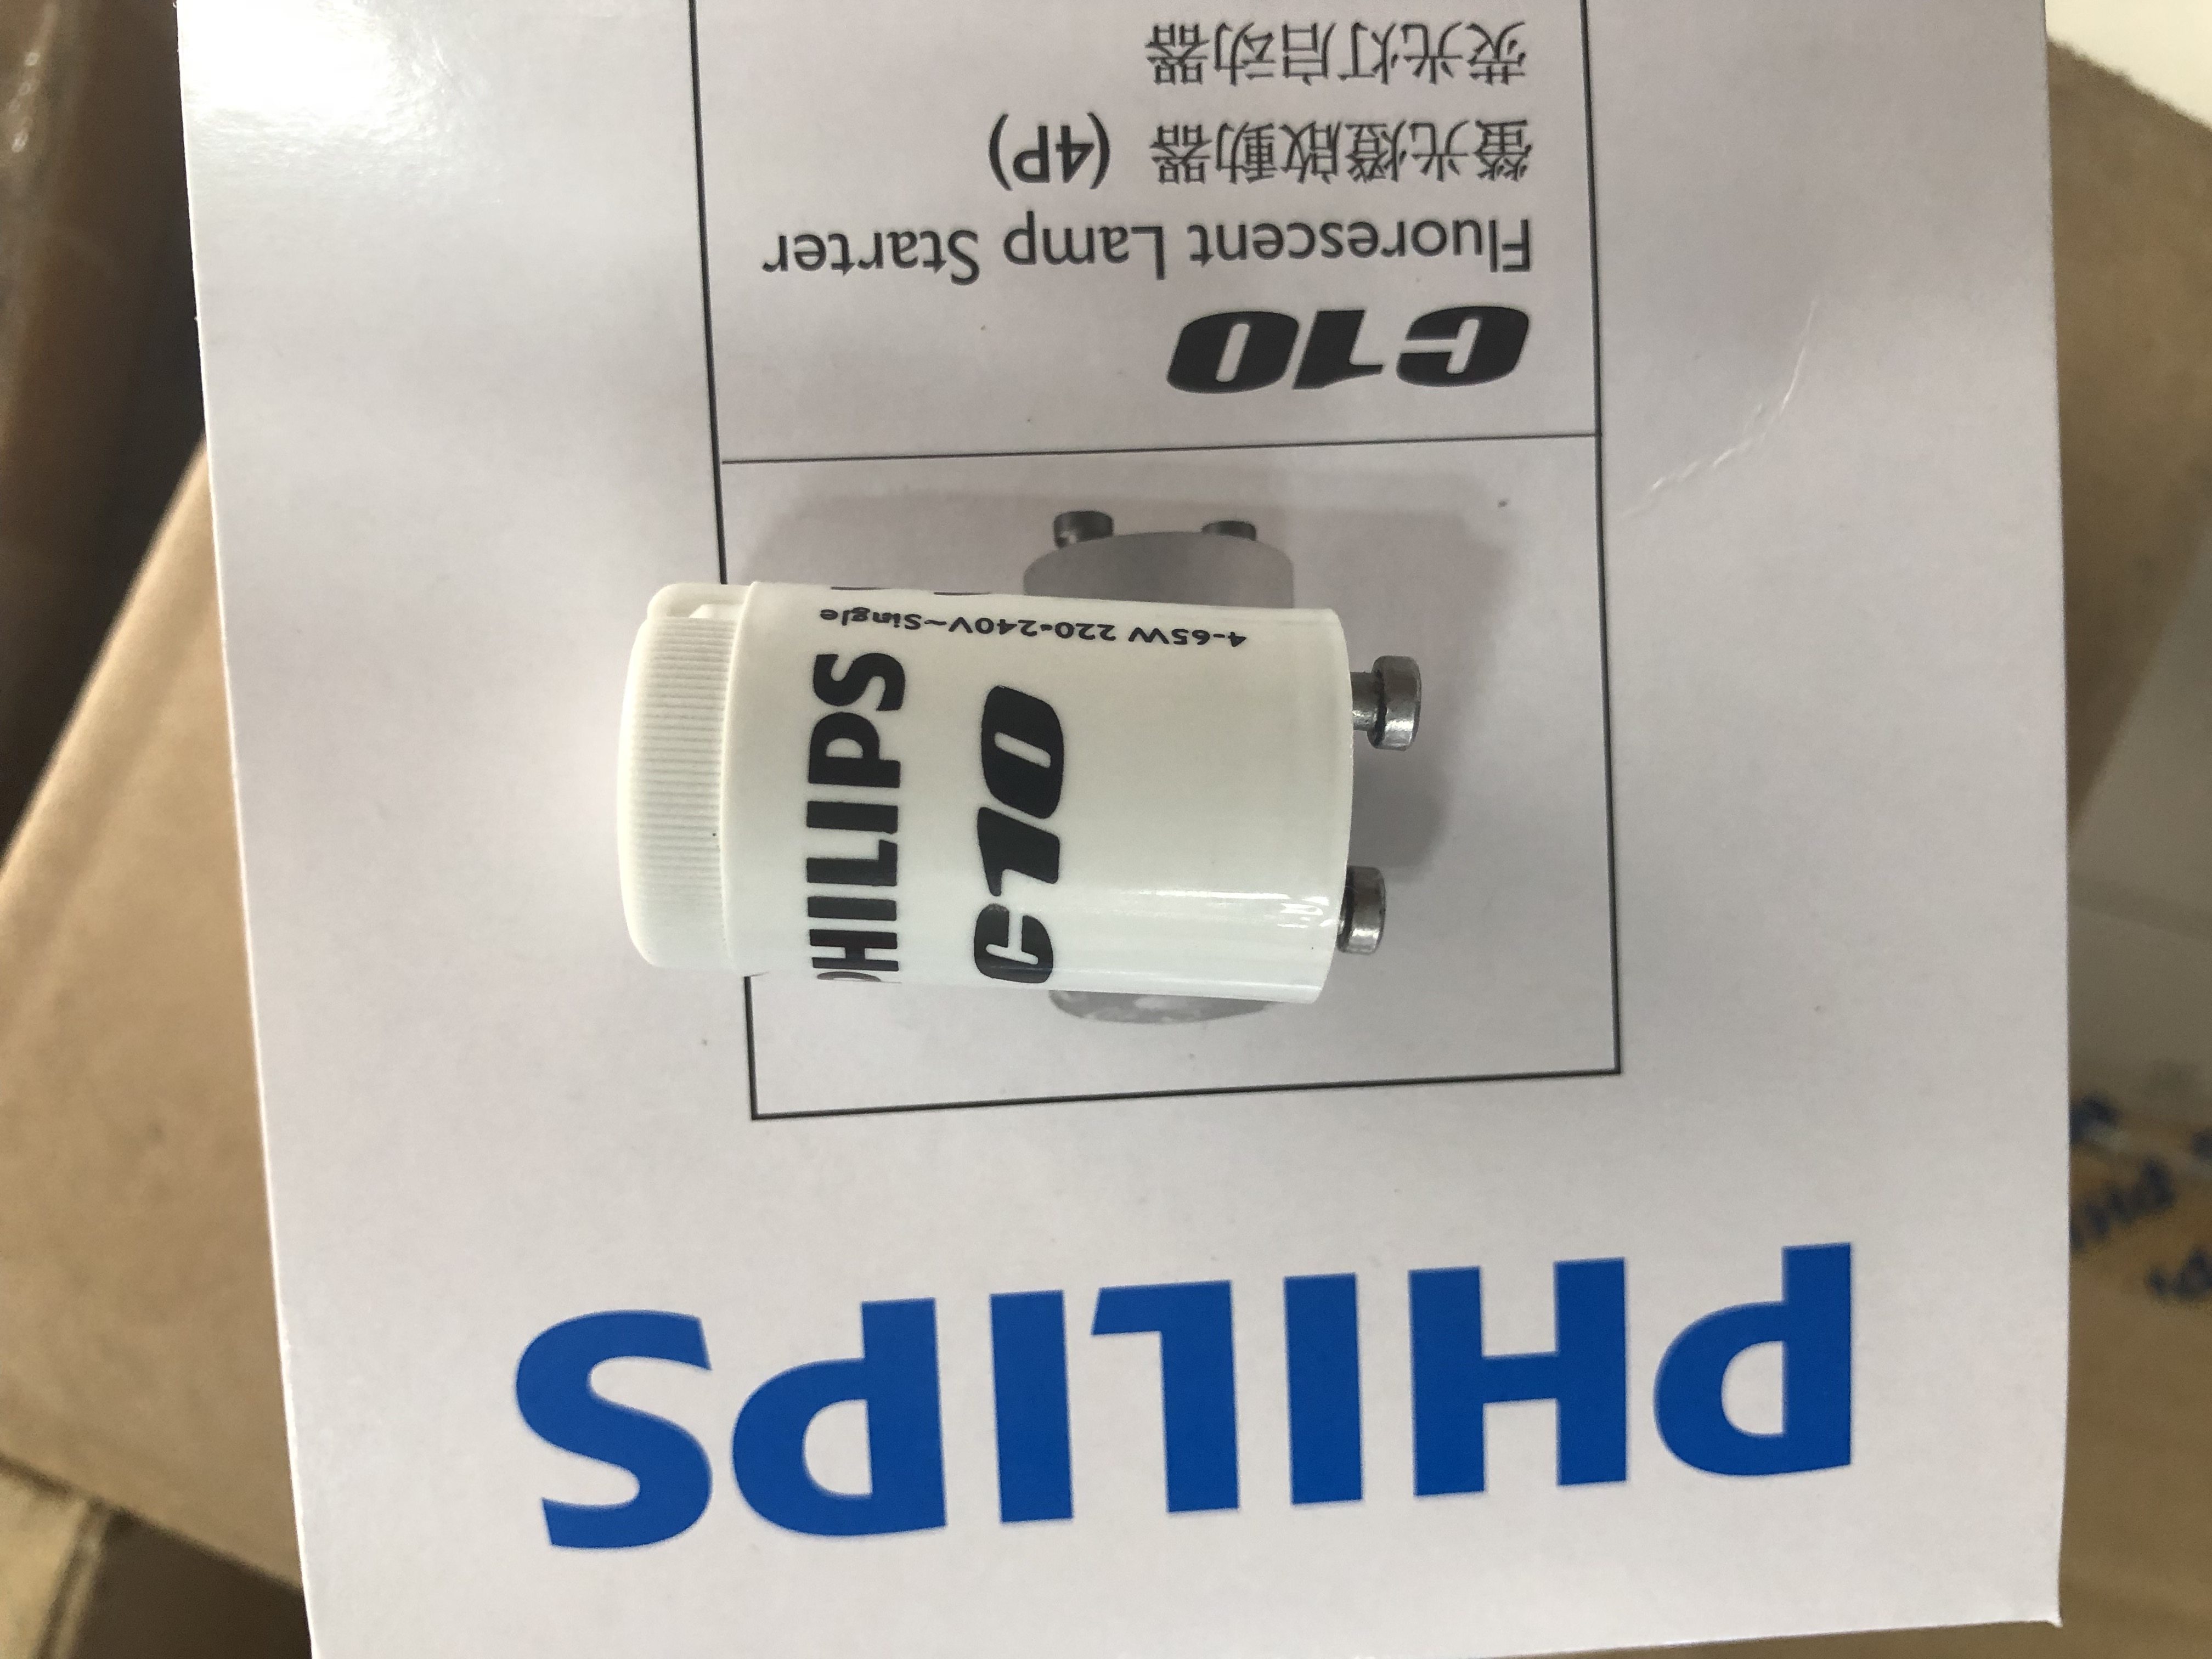 PHILIPS
C10
Fluorescent Lamp Starter
螢光燈啟動器 (4P)
荧光灯启动器
PHILIPS
C10
4-65W 220-240V~Single